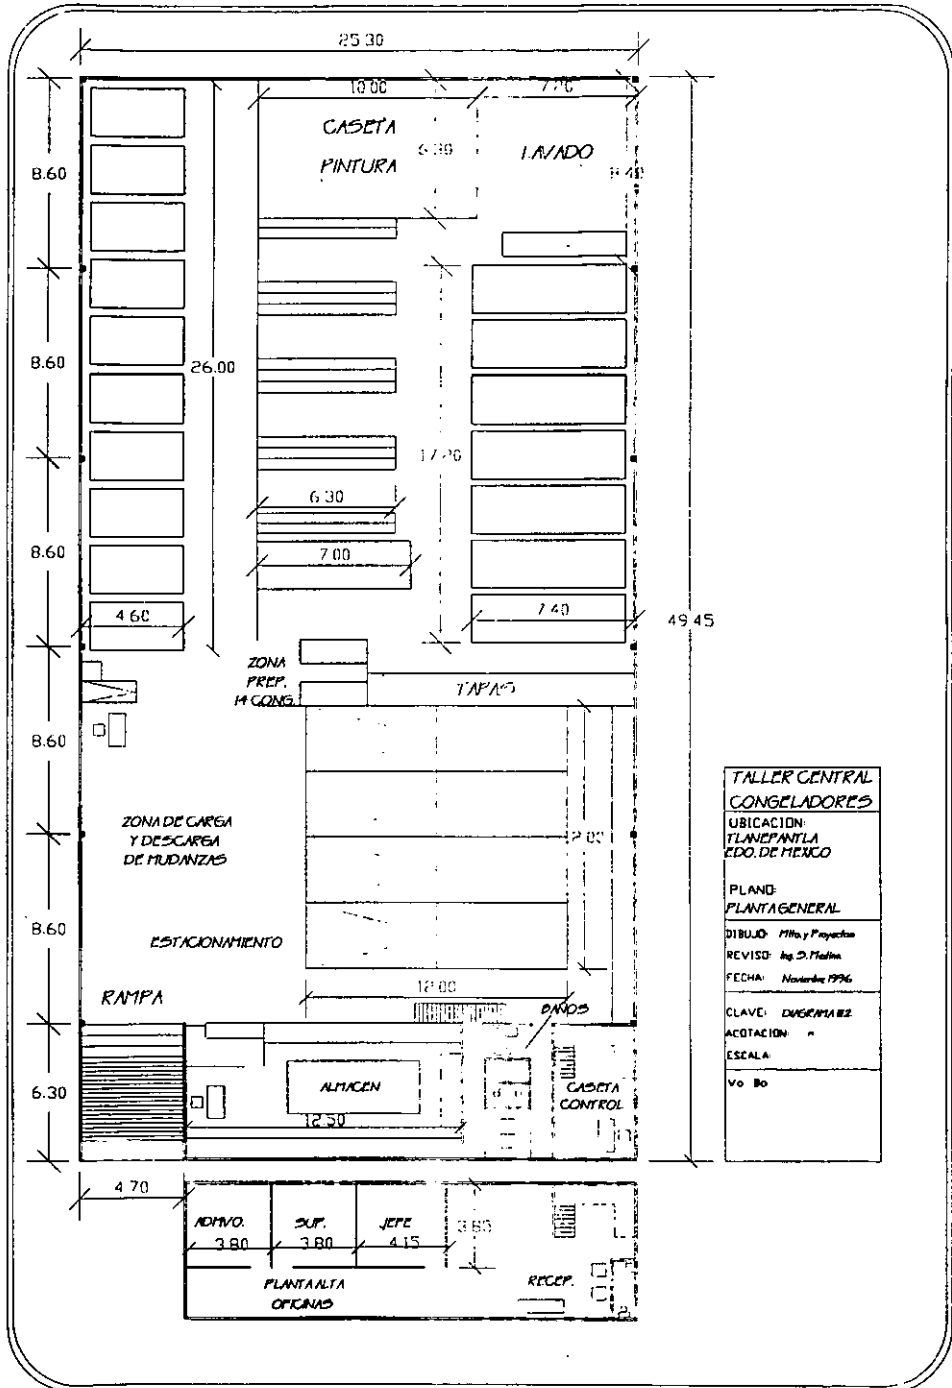 25.30
10.00
7.20
CASETA
PINTURA
6.30
LAVADO
8.40
8.60
8.60
26.00
17.20
6.30
8.60
7.00
4.60
7.40
49.45
ZONA
PREP.
14 CONG.
TAPAS
8.60
ZONA DE CARGA
Y DESCARGA
DE MUDANZAS
8.60
ESTACIONAMIENTO
12.00
RAMPA
BAÑOS
6.30
ALMACEN
CASETA
CONTROL
12.50
4.70
ADMVO.
SUP.
JEFE
3.80
3.80
3.80
4.15
PLANTA ALTA
OFICINAS
RECEP.
TALLER CENTRAL
CONGELADORES
UBICACION:
TLANEPANTLA
EDO. DE MEXICO
PLANO:
PLANTA GENERAL
DIBUJO: Mtto. y Proyectos
REVISO: Ing. S. Medina
FECHA: Noviembre 1996
CLAVE: DIAGRAMA #2
ACOTACION: m
ESCALA:
Vo Bo